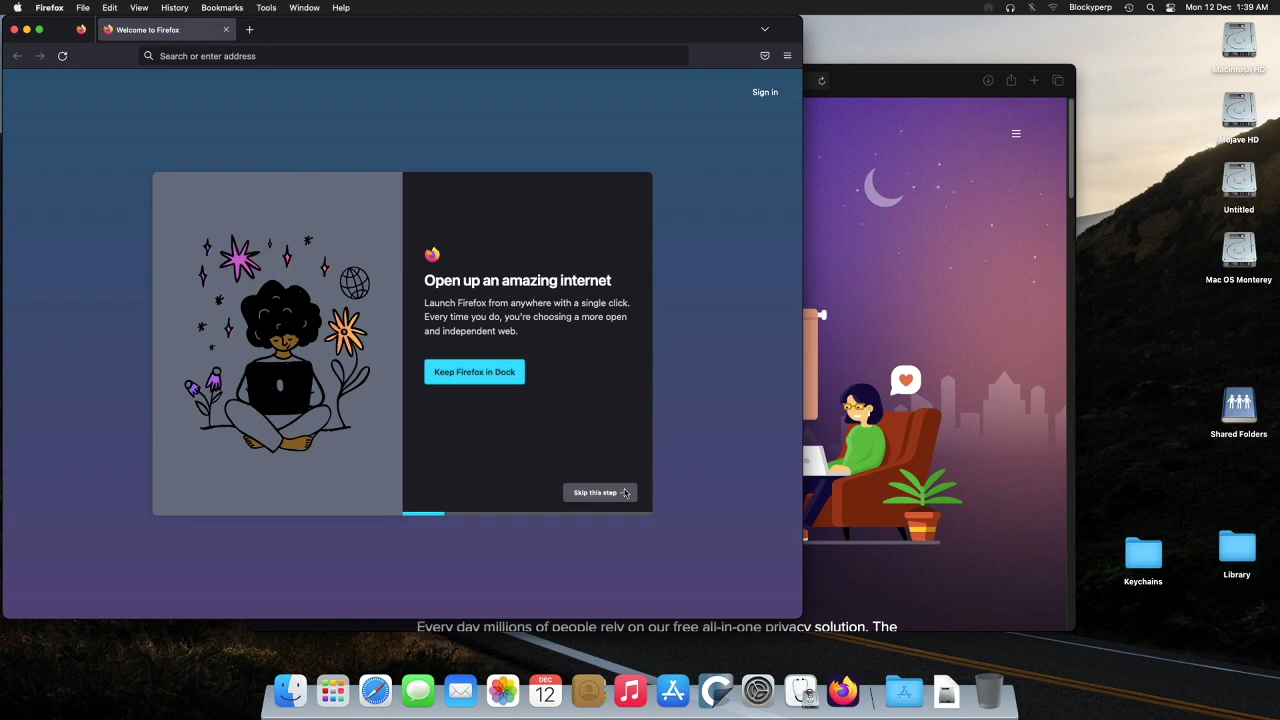 Firefox File Edit View History Bookmarks Tools Window Help
Blockyperp Mon 12 Dec 1:39 AM
Welcome to Firefox
Search or enter address
Sign in
Open up an amazing internet
Launch Firefox from anywhere with a single click.
Every time you do, you're choosing a more open
and independent web.
Keep Firefox in Dock
Skip this step
Every day millions of people rely on our free all-in-one privacy solution. The
Macintosh HD
Mojave HD
Untitled
Mac OS Monterey
Shared Folders
Keychains
Library
DEC
12